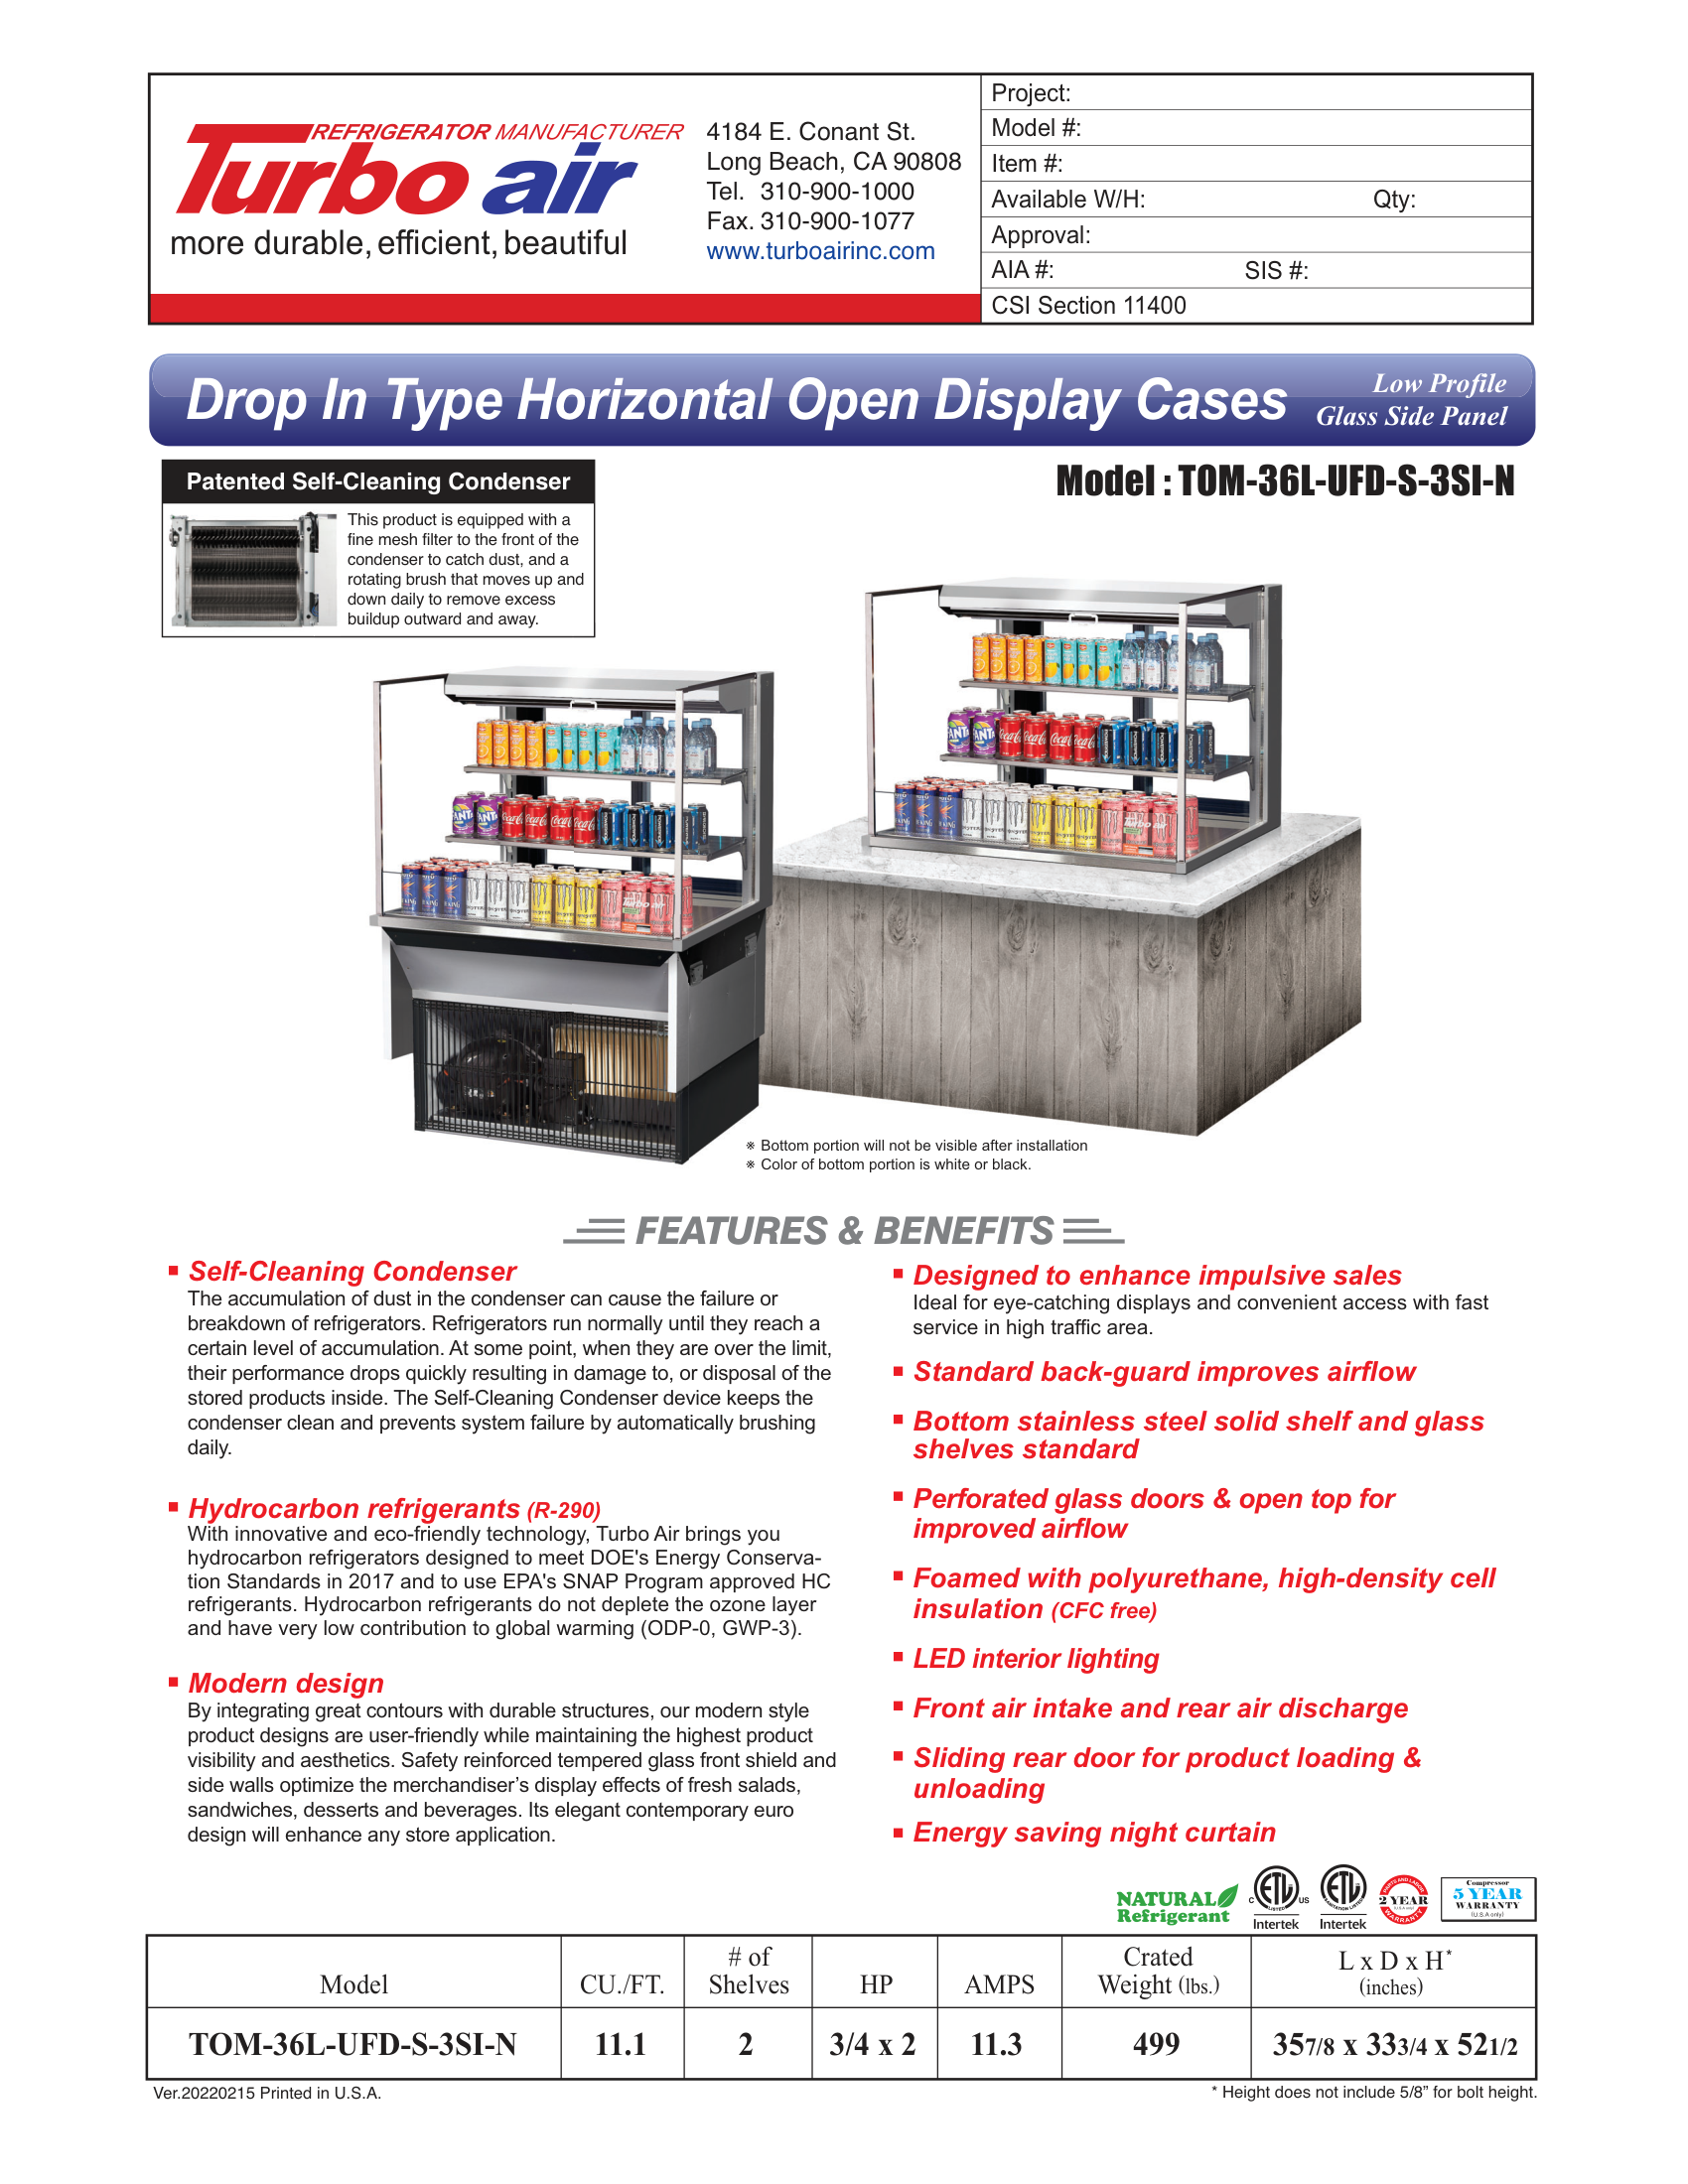 REFRIGERATOR MANUFACTURER
Turbo air
more durable, efficient, beautiful
4184 E. Conant St.
Long Beach, CA 90808
Tel. 310-900-1000
Fax. 310-900-1077
www.turboairinc.com
Project:
Model #:
Item #:
Available W/H: Qty:
Approval:
AIA #: SIS #:
CSI Section 11400
Drop In Type Horizontal Open Display Cases
Low Profile
Glass Side Panel
Patented Self-Cleaning Condenser
This product is equipped with a
fine mesh filter to the front of the
condenser to catch dust, and a
rotating brush that moves up and
down daily to remove excess
buildup outward and away.
Model : TOM-36L-UFD-S-3SI-N
※ Bottom portion will not be visible after installation
※ Color of bottom portion is white or black.
FEATURES & BENEFITS
▪ Self-Cleaning Condenser
The accumulation of dust in the condenser can cause the failure or
breakdown of refrigerators. Refrigerators run normally until they reach a
certain level of accumulation. At some point, when they are over the limit,
their performance drops quickly resulting in damage to, or disposal of the
stored products inside. The Self-Cleaning Condenser device keeps the
condenser clean and prevents system failure by automatically brushing
daily.
▪ Hydrocarbon refrigerants (R-290)
With innovative and eco-friendly technology, Turbo Air brings you
hydrocarbon refrigerators designed to meet DOE's Energy Conserva-
tion Standards in 2017 and to use EPA's SNAP Program approved HC
refrigerants. Hydrocarbon refrigerants do not deplete the ozone layer
and have very low contribution to global warming (ODP-0, GWP-3).
▪ Modern design
By integrating great contours with durable structures, our modern style
product designs are user-friendly while maintaining the highest product
visibility and aesthetics. Safety reinforced tempered glass front shield and
side walls optimize the merchandiser's display effects of fresh salads,
sandwiches, desserts and beverages. Its elegant contemporary euro
design will enhance any store application.
▪ Designed to enhance impulsive sales
Ideal for eye-catching displays and convenient access with fast
service in high traffic area.
▪ Standard back-guard improves airflow
▪ Bottom stainless steel solid shelf and glass
shelves standard
▪ Perforated glass doors & open top for
improved airflow
▪ Foamed with polyurethane, high-density cell
insulation (CFC free)
▪ LED interior lighting
▪ Front air intake and rear air discharge
▪ Sliding rear door for product loading &
unloading
▪ Energy saving night curtain
NATURAL
Refrigerant
C ETL US
LISTED
Intertek
ETL
SANITATION LISTED
Intertek
PARTS AND LABOR
2 YEAR
(U.S.A only)
WARRANTY
Compressor
5 YEAR
WARRANTY
(U.S.A only)
Model CU./FT. # of Shelves HP AMPS Crated Weight (lbs.) L x D x H* (inches)
TOM-36L-UFD-S-3SI-N 11.1 2 3/4 x 2 11.3 499 357/8 x 333/4 x 521/2
Ver.20220215 Printed in U.S.A.
* Height does not include 5/8” for bolt height.